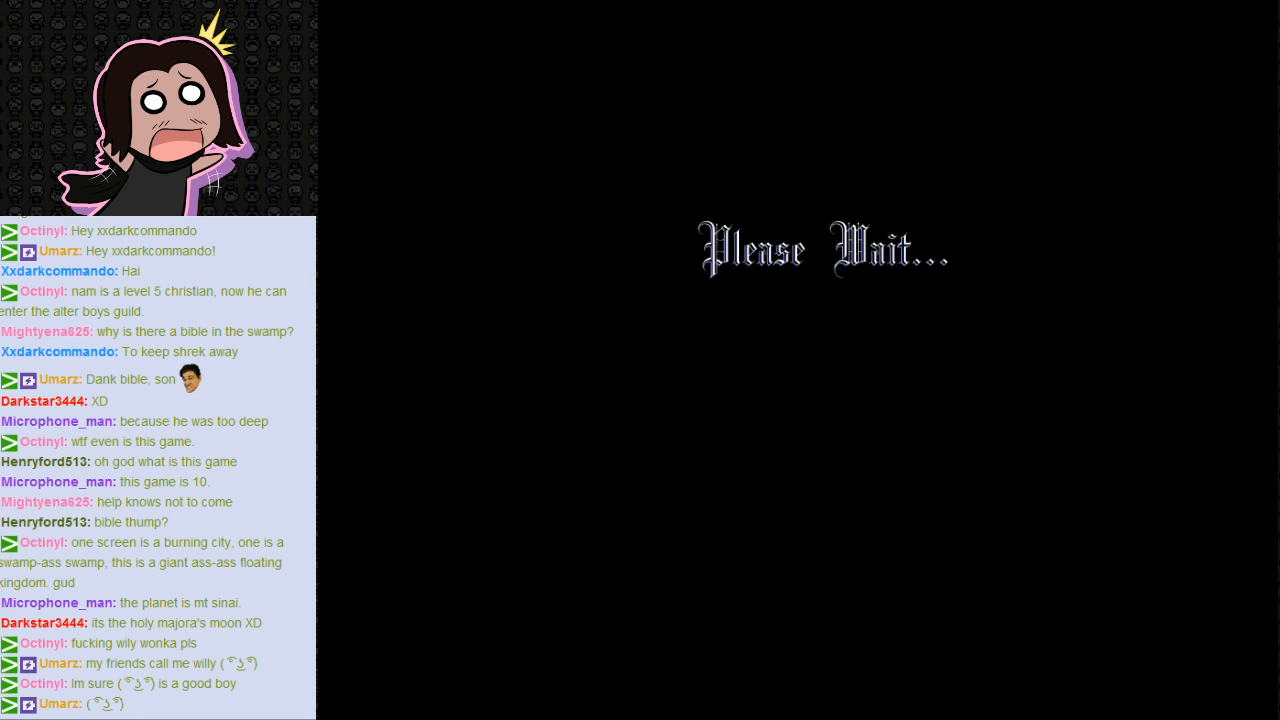 Octinyl: Hey xxdarkcommando
Umarz: Hey xxdarkcommando!
Xxdarkcommando: Hai
Octinyl: nam is a level 5 christian, now he can
enter the alter boys guild.
Mightyena625: why is there a bible in the swamp?
Xxdarkcommando: To keep shrek away
Umarz: Dank bible, son
Darkstar3444: XD
Microphone_man: because he was too deep
Octinyl: wtf even is this game.
Henryford513: oh god what is this game
Microphone_man: this game is 10.
Mightyena625: help knows not to come
Henryford513: bible thump?
Octinyl: one screen is a burning city, one is a
swamp-ass swamp, this is a giant ass-ass floating
kingdom. gud
Microphone_man: the planet is mt sinai.
Darkstar3444: its the holy majora's moon XD
Octinyl: fucking wily wonka pls
Umarz: my friends call me willy ( ͡° ͜ʖ ͡°)
Octinyl: Im sure ( ͡° ͜ʖ ͡°) is a good boy
Umarz: ( ͡° ͜ʖ ͡°)
Please Wait...